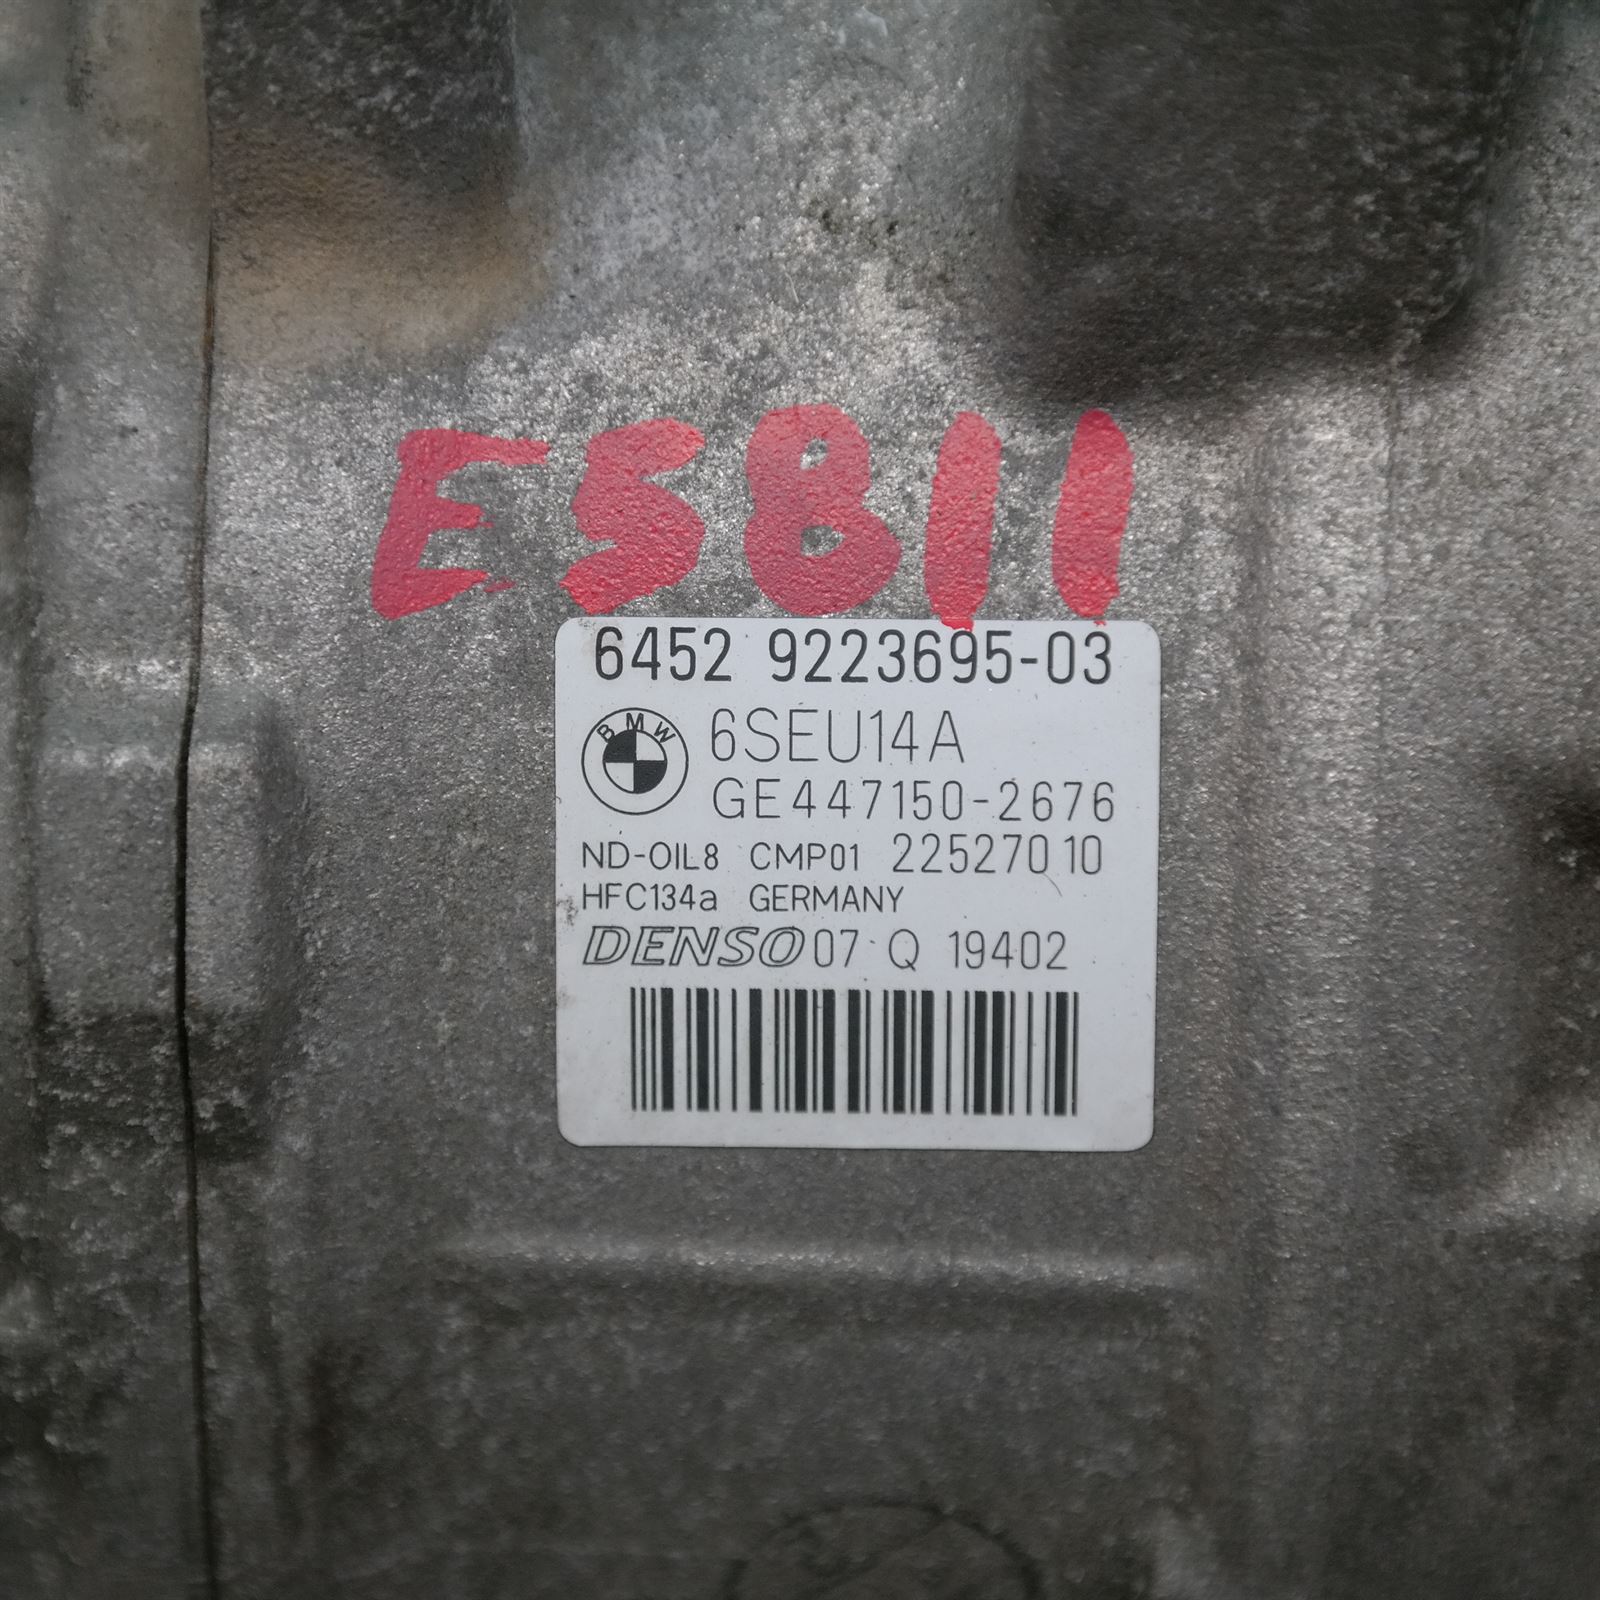 E5811
6452 9223695-03
BMW
6SEU14A
GE447150-2676
ND-OIL8 CMP01 22527010
HFC134a GERMANY
DENSO 07 Q 19402